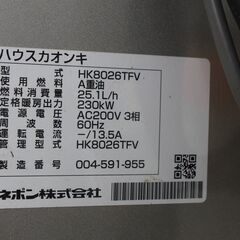 ハウスカオンキ
型式 HK8026TFV
使用燃料 A重油
燃料消費量 25.1L/h
定格暖房出力 230kW
電源電圧 AC200V 3相
周波数 60Hz
運転電流 −/13.5A
管理型式 HK8026TFV
製造番号 004-591-955
ネポン株式会社